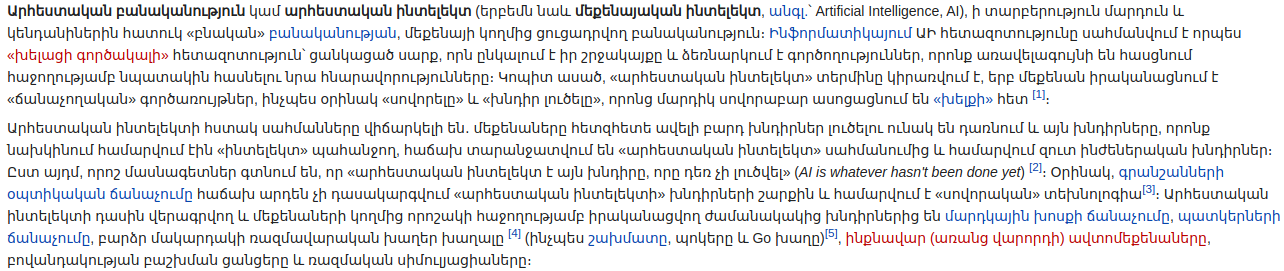 Արհեստական բանականություն կամ արհեստական ինտելեկտ (երբեմն նաև մեքենայական ինտելեկտ, անգլ.՝ Artificial Intelligence, AI), ի տարբերություն մարդուն և
կենդանիներին հատուկ «բնական» բանականության, մեքենայի կողմից ցուցադրվող բանականություն։ Ինֆորմատիկայում ԱԻ հետազոտությունը սահմանվում է որպես
«խելացի գործակալի» հետազոտություն՝ ցանկացած սարք, որն ընկալում է իր շրջակայքը և ձեռնարկում է գործողություններ, որոնք առավելագույնի են հասցնում
հաջողությամբ նպատակին հասնելու նրա հնարավորությունները։ Կոպիտ ասած, «արհեստական ինտելեկտ» տերմինը կիրառվում է, երբ մեքենան իրականացնում է
«ճանաչողական» գործառույթներ, ինչպես օրինակ «սովորելը» և «խնդիր լուծելը», որոնց մարդիկ սովորաբար ասոցացնում են «խելքի» հետ [1]։
Արհեստական ինտելեկտի հստակ սահմանները վիճարկելի են. մեքենաները հետզհետե ավելի բարդ խնդիրներ լուծելու ունակ են դառնում և այն խնդիրները, որոնք
նախկինում համարվում էին «ինտելեկտ» պահանջող, հաճախ տարանջատվում են «արհեստական ինտելեկտ» սահմանումից և համարվում զուտ ինժեներական խնդիրներ։
Ըստ այդմ, որոշ մասնագետներ գտնում են, որ «արհեստական ինտելեկտ է այն խնդիրը, որը դեռ չի լուծվել» (AI is whatever hasn't been done yet) [2]։ Օրինակ, գրանշանների
օպտիկական ճանաչումը հաճախ արդեն չի դասակարգվում «արհեստական ինտելեկտի» խնդիրների շարքին և համարվում է «սովորական» տեխնոլոգիա[3]։ Արհեստական
ինտելեկտի դասին վերագրվող և մեքենաների կողմից որոշակի հաջողությամբ իրականացվող ժամանակակից խնդիրներից են մարդկային խոսքի ճանաչումը, պատկերների
ճանաչումը, բարձր մակարդակի ռազմավարական խաղեր խաղալը [4] (ինչպես շախմատը, պոկերը և Go խաղը)[5], ինքնավար (առանց վարորդի) ավտոմեքենաները,
բովանդակության բաշխման ցանցերը և ռազմական սիմուլյացիաները։